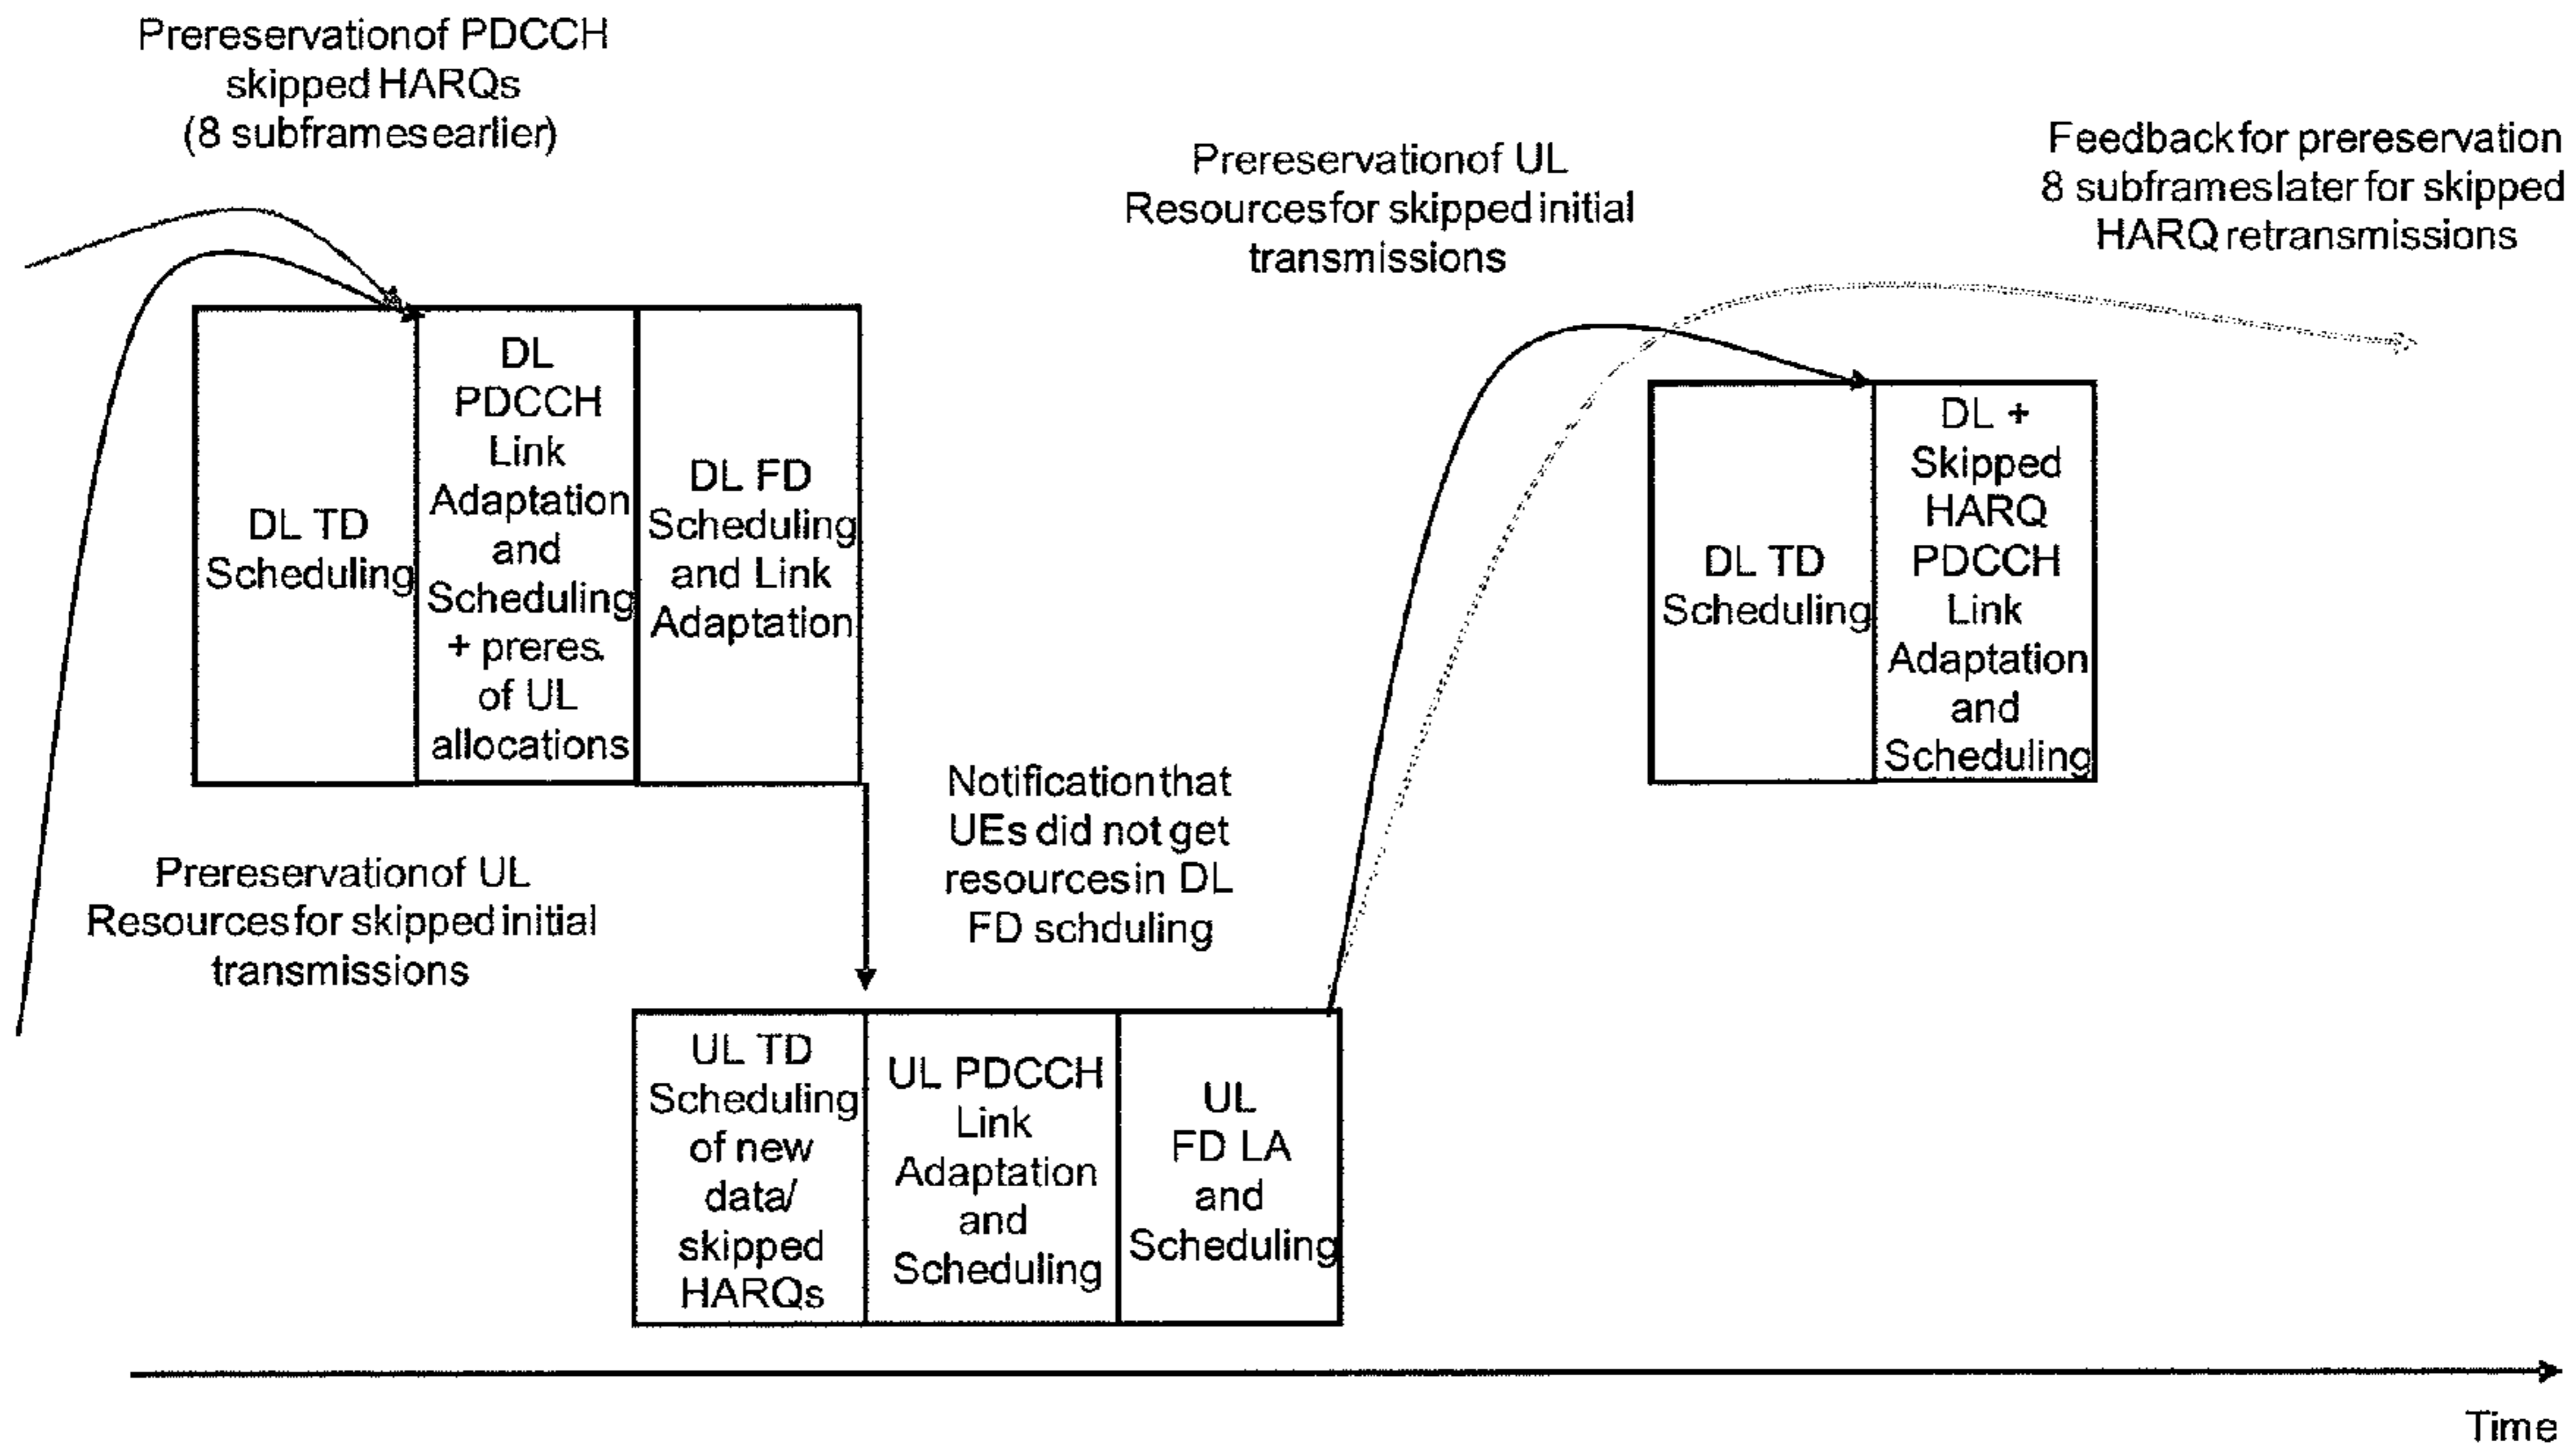 Prereservationof PDCCH
skipped HARQs
(8 subframesearlier)
Prereservationof UL
Resourcesfor skipped initial
transmissions
Feedbackfor prereservation
8 subframeslater for skipped
HARQ retransmissions
DL TD
Scheduling
DL
PDCCH
Link
Adaptation
and
Scheduling
+ preres.
of UL
allocations
DL FD
Scheduling
and Link
Adaptation
DL TD
Scheduling
DL +
Skipped
HARQ
PDCCH
Link
Adaptation
and
Scheduling
Prereservationof UL
Resourcesfor skipped initial
transmissions
Notificationthat
UEs did not get
resourcesin DL
FD schduling
UL TD
Scheduling
of new
data/
skipped
HARQs
UL PDCCH
Link
Adaptation
and
Scheduling
UL
FD LA
and
Scheduling
Time